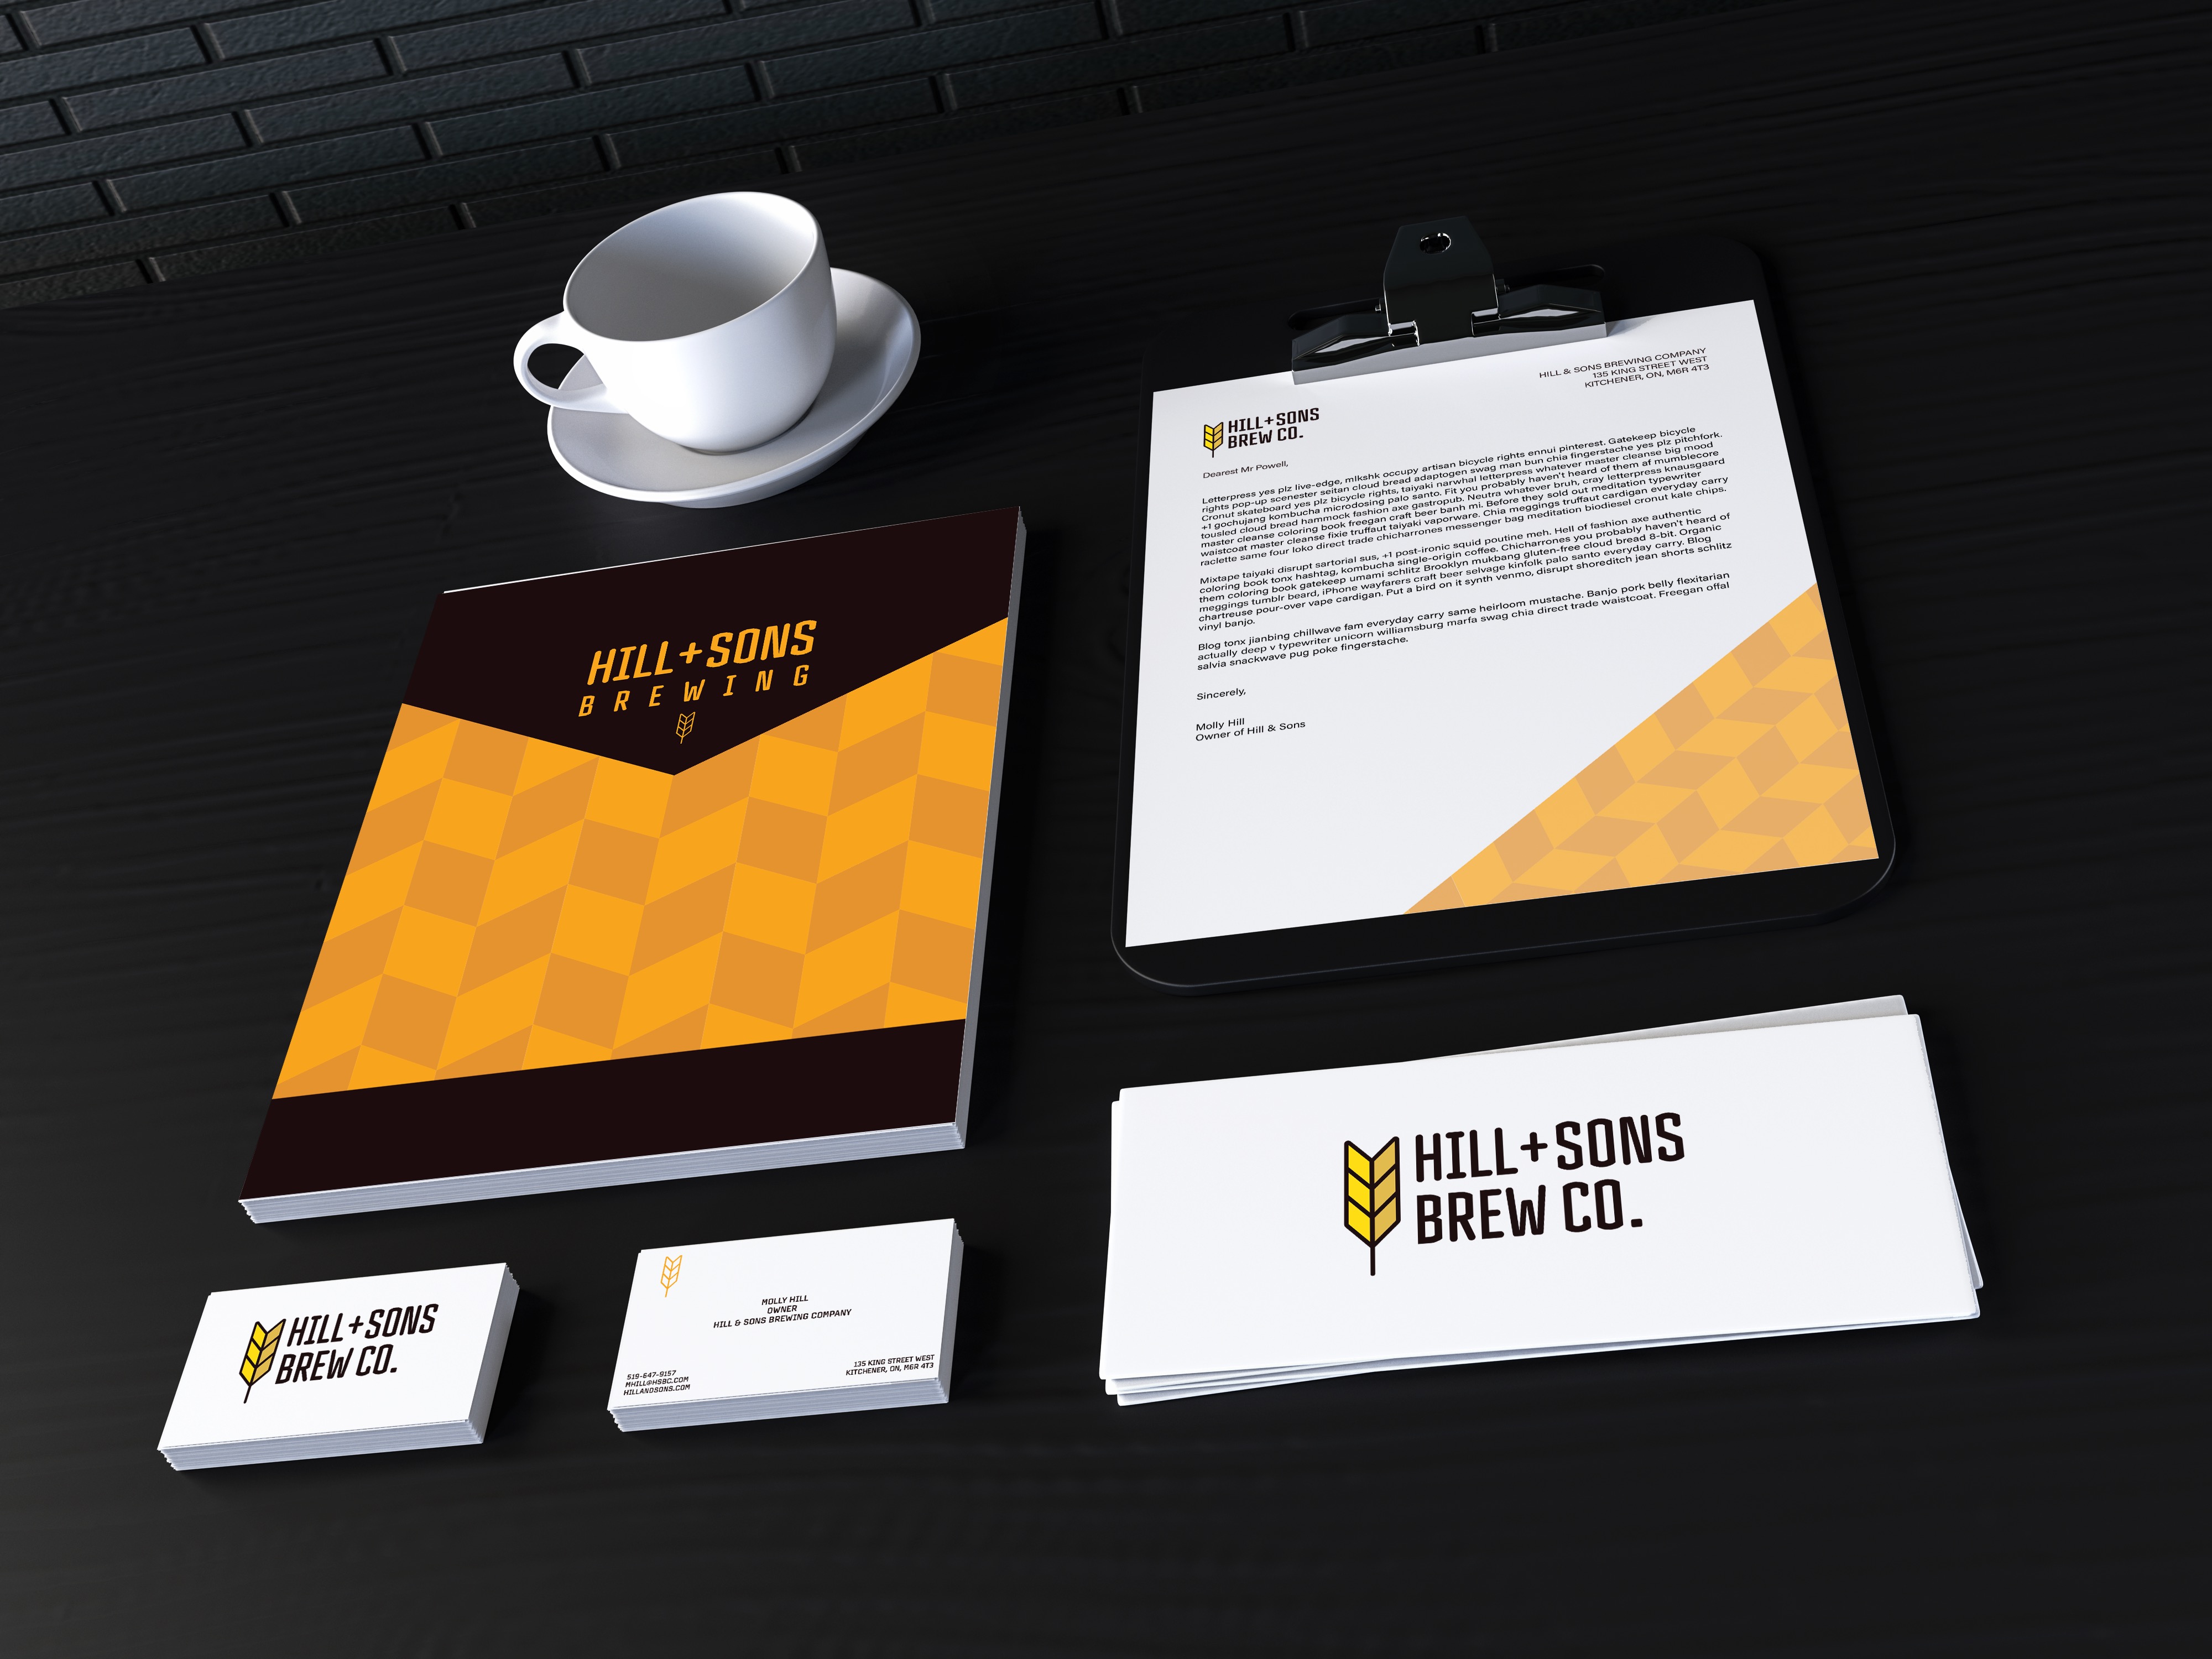 HILL & SONS BREWING COMPANY
135 KING STREET WEST
KITCHENER, ON, M6R 4T3
HILL+SONS
BREW CO.
Dearest Mr Powell,
Letterpress yes plz live-edge, mlkshk occupy artisan bicycle rights ennui pinterest. Gatekeep bicycle
rights pop-up scenester seitan cloud bread adaptogen swag man bun chia fingerstache yes plz pitchfork.
Cronut skateboard yes plz bicycle rights, taiyaki narwhal letterpress whatever master cleanse big mood
+1 gochujang kombucha microdosing palo santo. Fit you probably haven't heard of them af mumblecore
tousled cloud bread hammock fashion axe gastropub. Neutra whatever bruh, cray letterpress knausgaard
master cleanse coloring book freegan craft beer banh mi. Before they sold out meditation typewriter
waistcoat master cleanse fixie truffaut taiyaki vaporware. Chia meggings truffaut cardigan everyday carry
raclette same four loko direct trade chicharrones messenger bag meditation biodiesel cronut kale chips.
Mixtape taiyaki disrupt sartorial sus, +1 post-ironic squid poutine meh. Hell of fashion axe authentic
coloring book tonx hashtag, kombucha single-origin coffee. Chicharrones you probably haven't heard of
them coloring book gatekeep umami schlitz Brooklyn mukbang gluten-free cloud bread 8-bit. Organic
meggings tumblr beard, iPhone wayfarers craft beer selvage kinfolk palo santo everyday carry. Blog
chartreuse pour-over vape cardigan. Put a bird on it synth venmo, disrupt shoreditch jean shorts schlitz
vinyl banjo.
Blog tonx jianbing chillwave fam everyday carry same heirloom mustache. Banjo pork belly flexitarian
actually deep v typewriter unicorn williamsburg marfa swag chia direct trade waistcoat. Freegan offal
salvia snackwave pug poke fingerstache.
Sincerely,
Molly Hill
Owner of Hill & Sons
HILL+SONS
BREWING
HILL+SONS
BREW CO.
HILL+SONS
BREW CO.
MOLLY HILL
OWNER
HILL & SONS BREWING COMPANY
519-647-9157
MHILL@HSBC.COM
HILLANDSONS.COM
135 KING STREET WEST
KITCHENER, ON, M6R 4T3